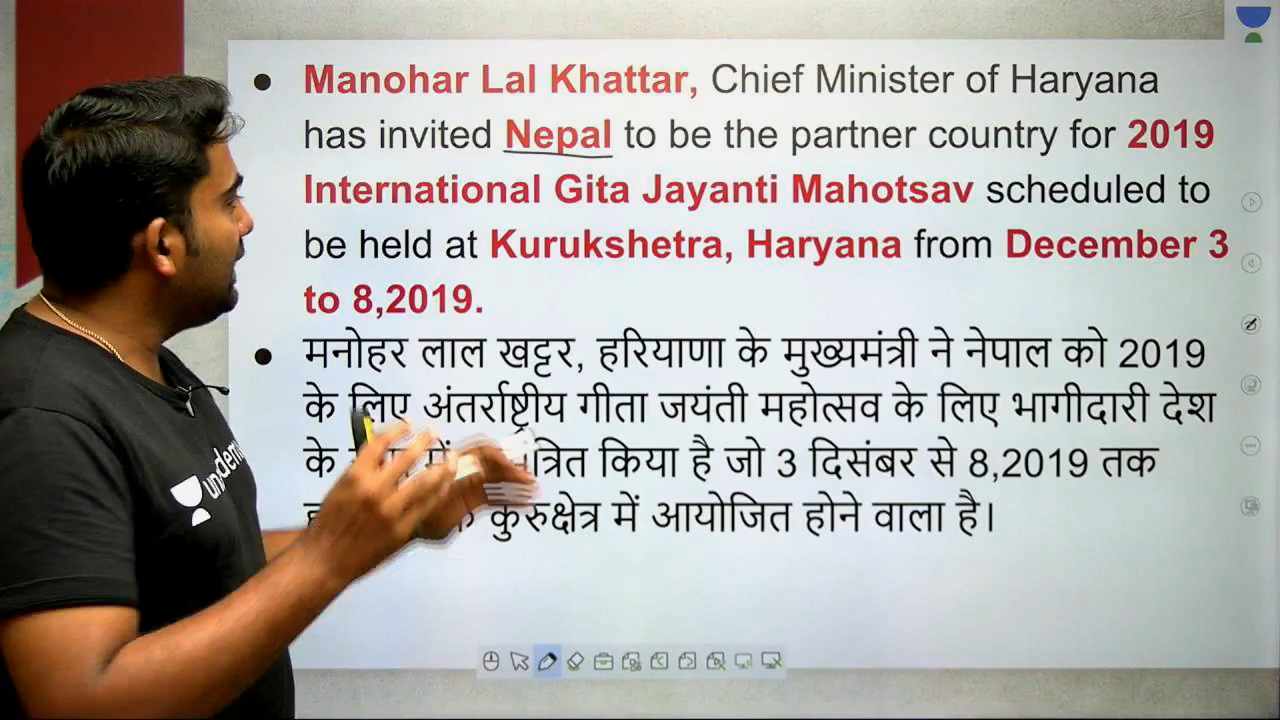 Manohar Lal Khattar, Chief Minister of Haryana
has invited Nepal to be the partner country for 2019
International Gita Jayanti Mahotsav scheduled to
be held at Kurukshetra, Haryana from December 3
to 8,2019.
मनोहर लाल खट्टर, हरियाणा के मुख्यमंत्री ने नेपाल को 2019
के लिए अंतर्राष्ट्रीय गीता जयंती महोत्सव के लिए भागीदारी देश
के में किया है जो 3 दिसंबर से 8,2019 तक
कुरुक्षेत्र में आयोजित होने वाला है।